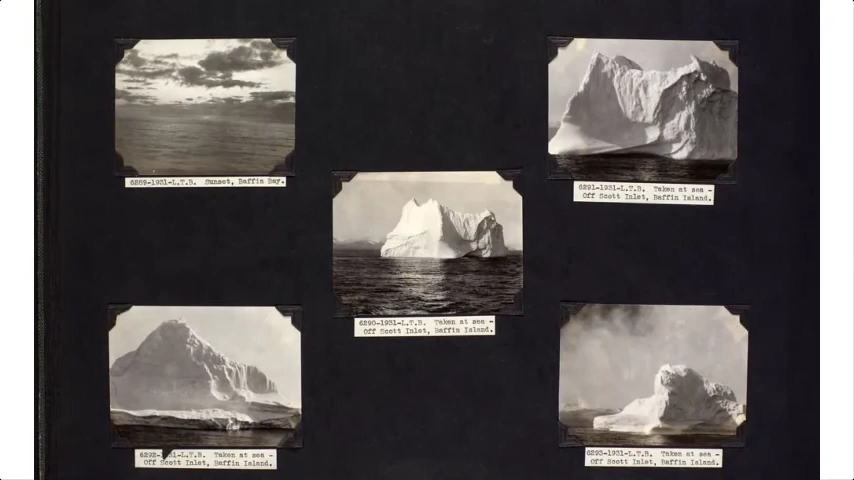 6289-1931-L.T.B. Sunset, Baffin Bay.
6291-1931-L.T.B. Taken at sea -
Off Scott Inlet, Baffin Island.
6290-1931-L.T.B. Taken at sea -
Off Scott Inlet, Baffin Island.
6292-1931-L.T.B. Taken at sea -
Off Scott Inlet, Baffin Island.
6293-1931-L.T.B. Taken at sea -
Off Scott Inlet, Baffin Island.